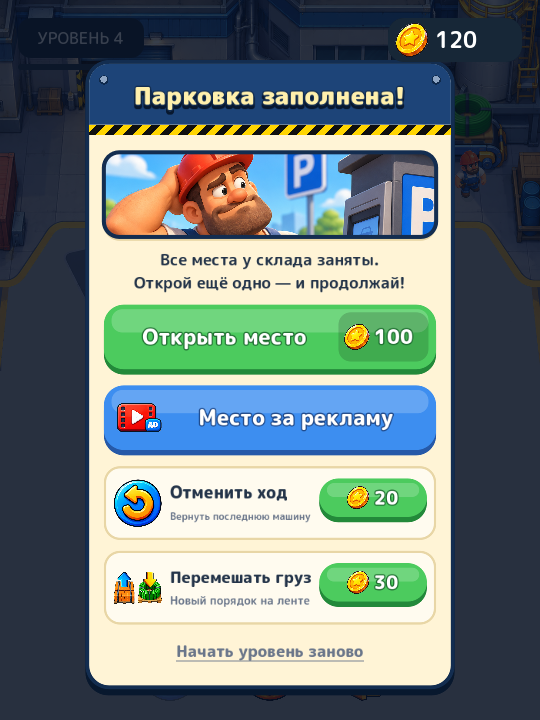 УРОВЕНЬ 4
120
Парковка заполнена!
P
P
Все места у склада заняты.
Открой ещё одно — и продолжай!
Открыть место 100
AD
Место за рекламу
Отменить ход
Вернуть последнюю машину
20
Перемешать груз
Новый порядок на ленте
30
Начать уровень заново